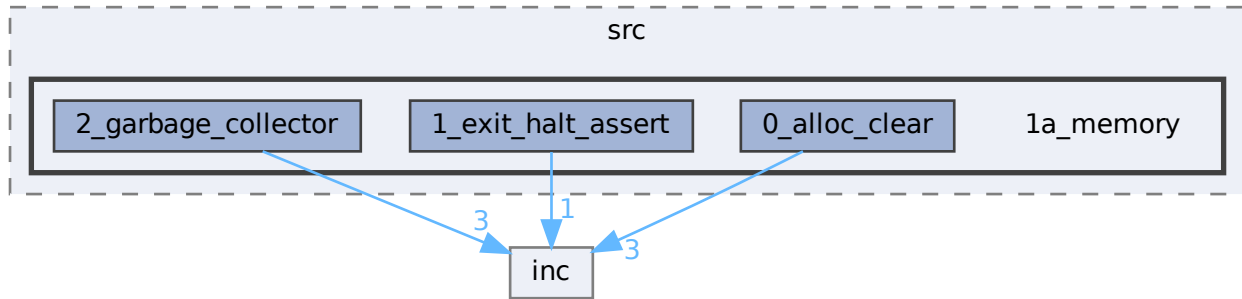 src
2_garbage_collector
1_exit_halt_assert
0_alloc_clear
1a_memory
3
1
3
inc